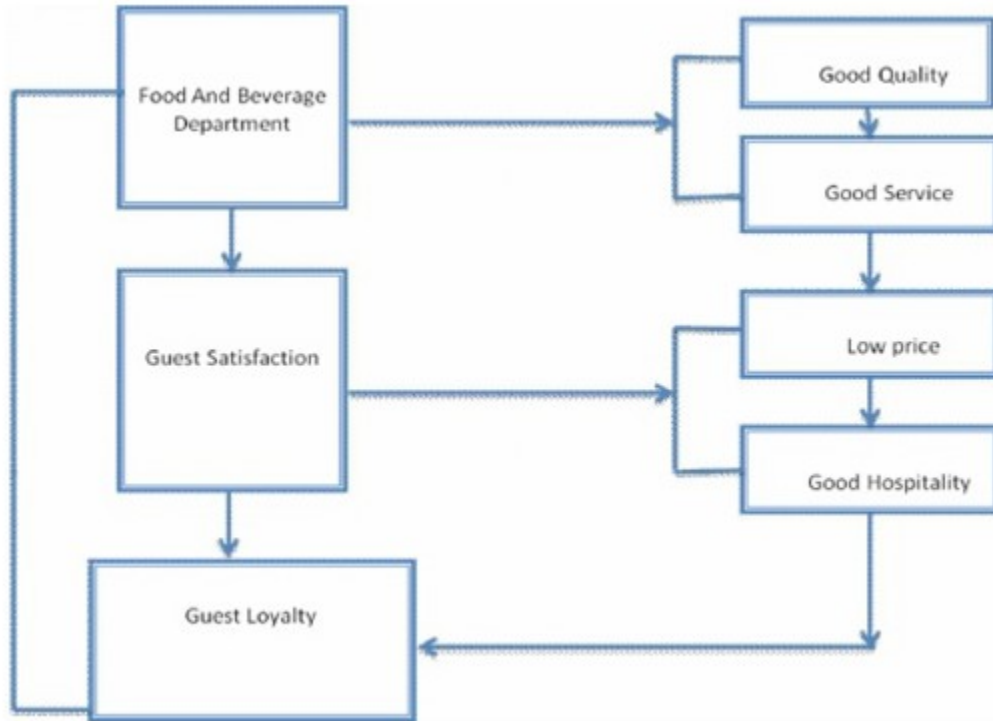 Food And Beverage
Department
Good Quality
Good Service
Guest Satisfaction
Low price
Good Hospitality
Guest Loyalty